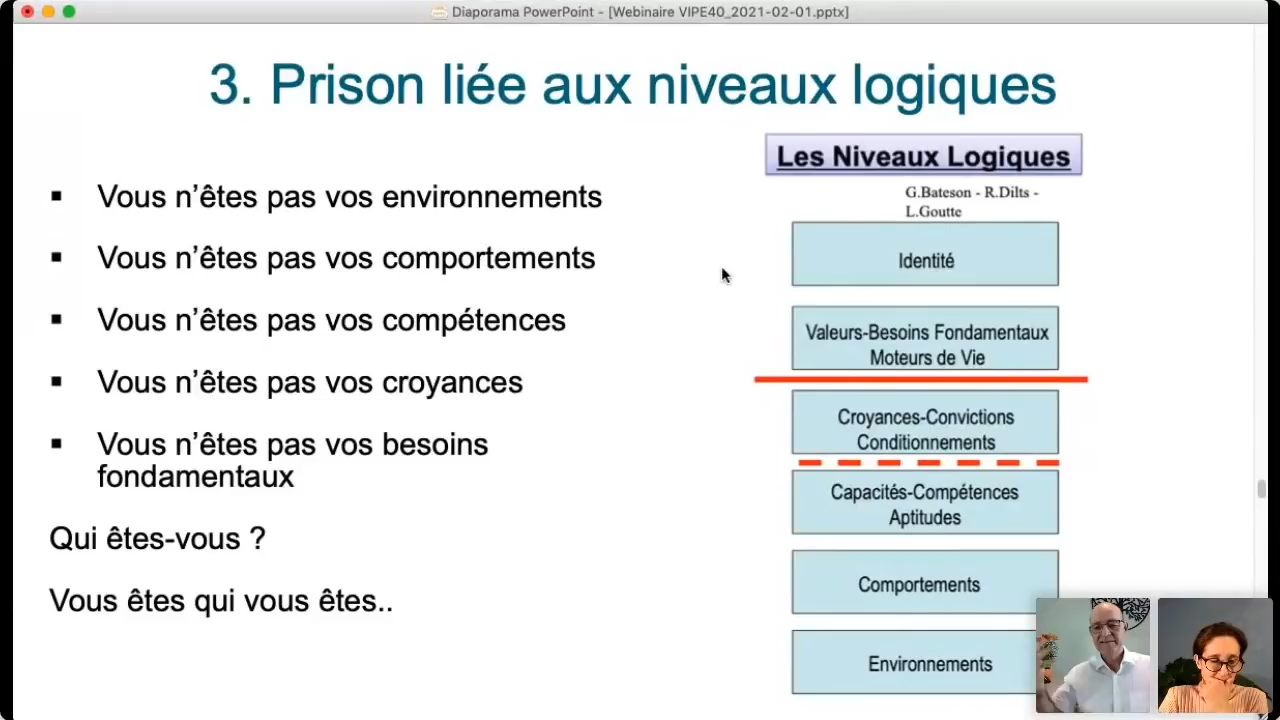 Diaporama PowerPoint - [Webinaire VIPE40_2021-02-01.pptx]
3. Prison liée aux niveaux logiques
▪ Vous n’êtes pas vos environnements
▪ Vous n’êtes pas vos comportements
▪ Vous n’êtes pas vos compétences
▪ Vous n’êtes pas vos croyances
▪ Vous n’êtes pas vos besoins
fondamentaux
Qui êtes-vous ?
Vous êtes qui vous êtes..
Les Niveaux Logiques
G.Bateson - R.Dilts -
L.Goutte
Identité
Valeurs-Besoins Fondamentaux
Moteurs de Vie
Croyances-Convictions
Conditionnements
Capacités-Compétences
Aptitudes
Comportements
Environnements